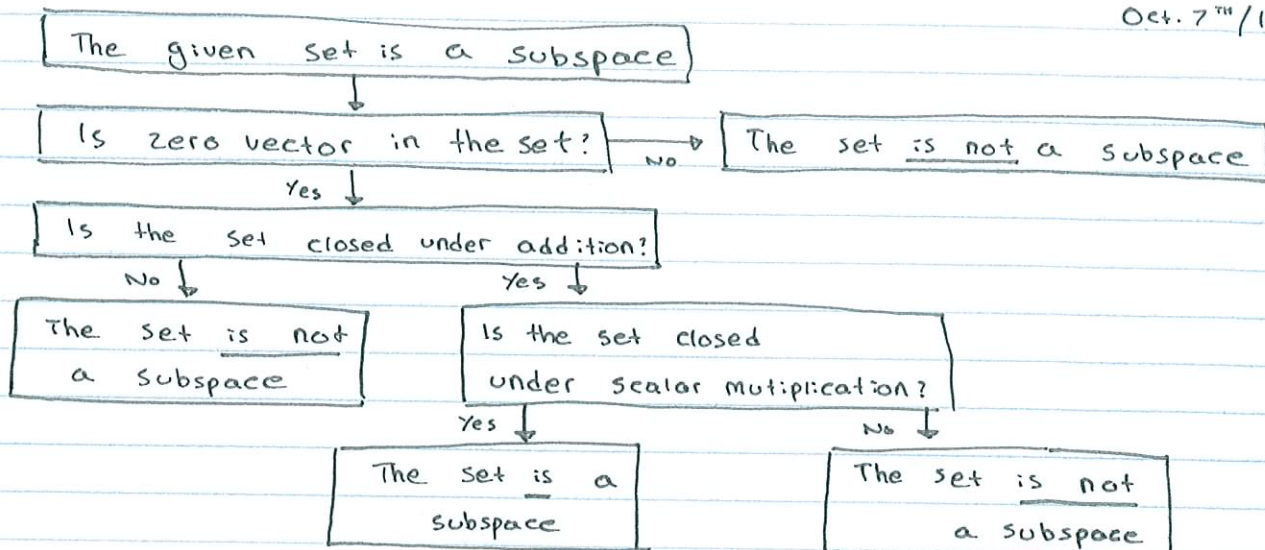 Oct. 7TH/1
The given set is a subspace
Is zero vector in the set?
No
The set is not a subspace
Yes
Is the set closed under addition?
No
Yes
The set is not
a subspace
Is the set closed
under scalar mutiplication?
Yes
No
The set is a
subspace
The set is not
a subspace